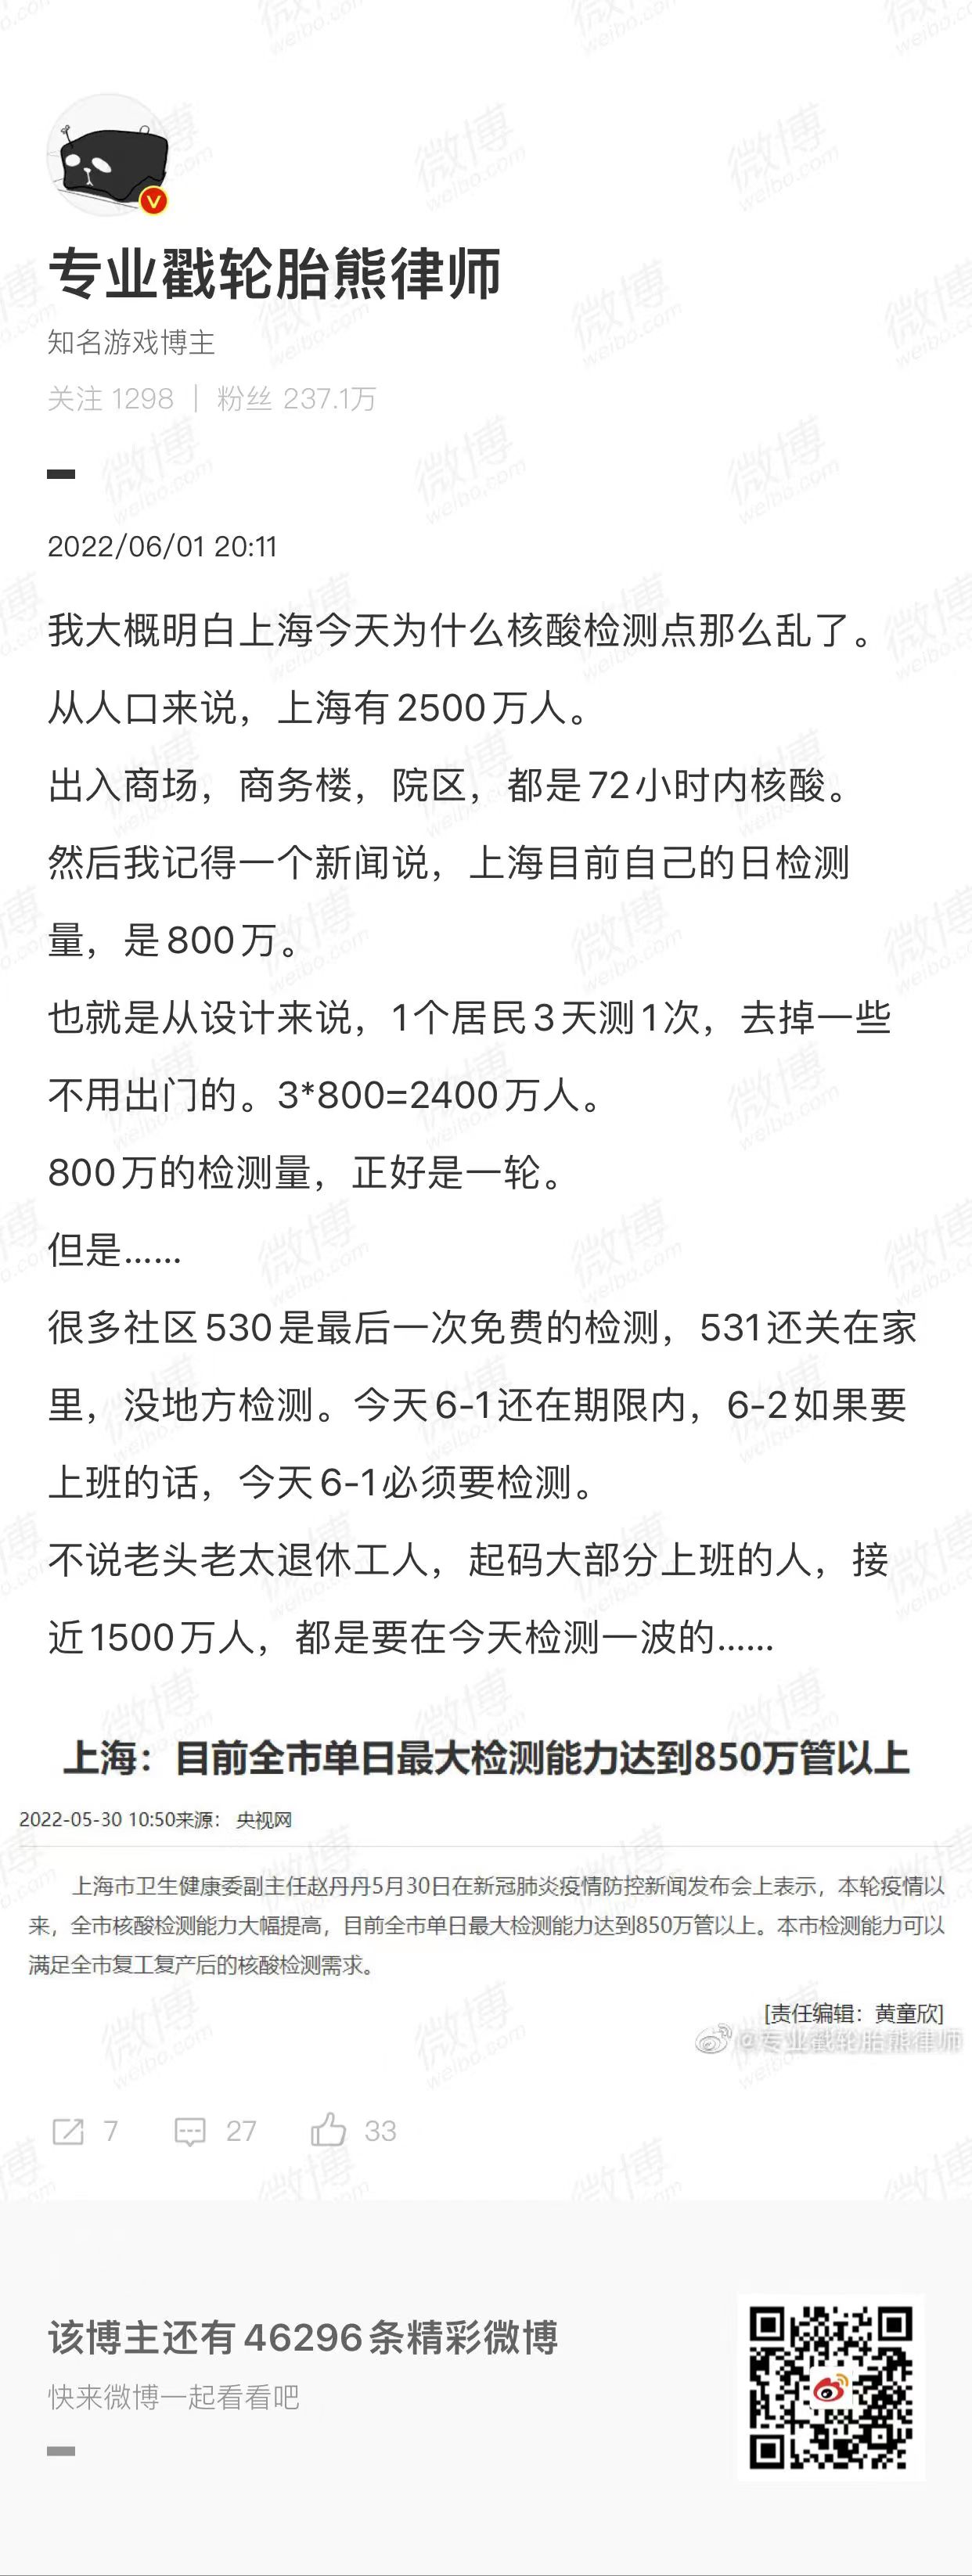 专业戳轮胎熊律师
知名游戏博主
关注 1298 | 粉丝 237.1万
2022/06/01 20:11
我大概明白上海今天为什么核酸检测点那么乱了。
从人口来说，上海有2500万人。
出入商场，商务楼，院区，都是72小时内核酸。
然后我记得一个新闻说，上海目前自己的日检测
量，是800万。
也就是从设计来说，1个居民3天测1次，去掉一些
不用出门的。3*800=2400万人。
800万的检测量，正好是一轮。
但是……
很多社区530是最后一次免费的检测，531还关在家
里，没地方检测。今天6-1还在期限内，6-2如果要
上班的话，今天6-1必须要检测。
不说老头老太退休工人，起码大部分上班的人，接
近1500万人，都是要在今天检测一波的……
上海：目前全市单日最大检测能力达到850万管以上
2022-05-30 10:50来源： 央视网
上海市卫生健康委副主任赵丹丹5月30日在新冠肺炎疫情防控新闻发布会上表示，本轮疫情以
来，全市核酸检测能力大幅提高，目前全市单日最大检测能力达到850万管以上。本市检测能力可以
满足全市复工复产后的核酸检测需求。
[责任编辑：黄童欣]
@专业戳轮胎熊律师
7 27 33
该博主还有46296条精彩微博
快来微博一起看看吧
微博
weibo.com